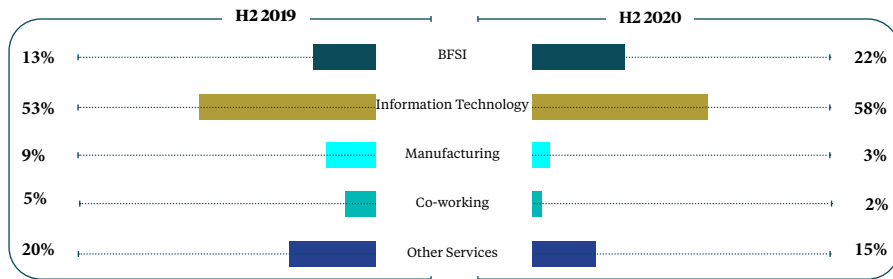 H2 2019 H2 2020
13% BFSI 22%
53% Information Technology 58%
9% Manufacturing 3%
5% Co-working 2%
20% Other Services 15%